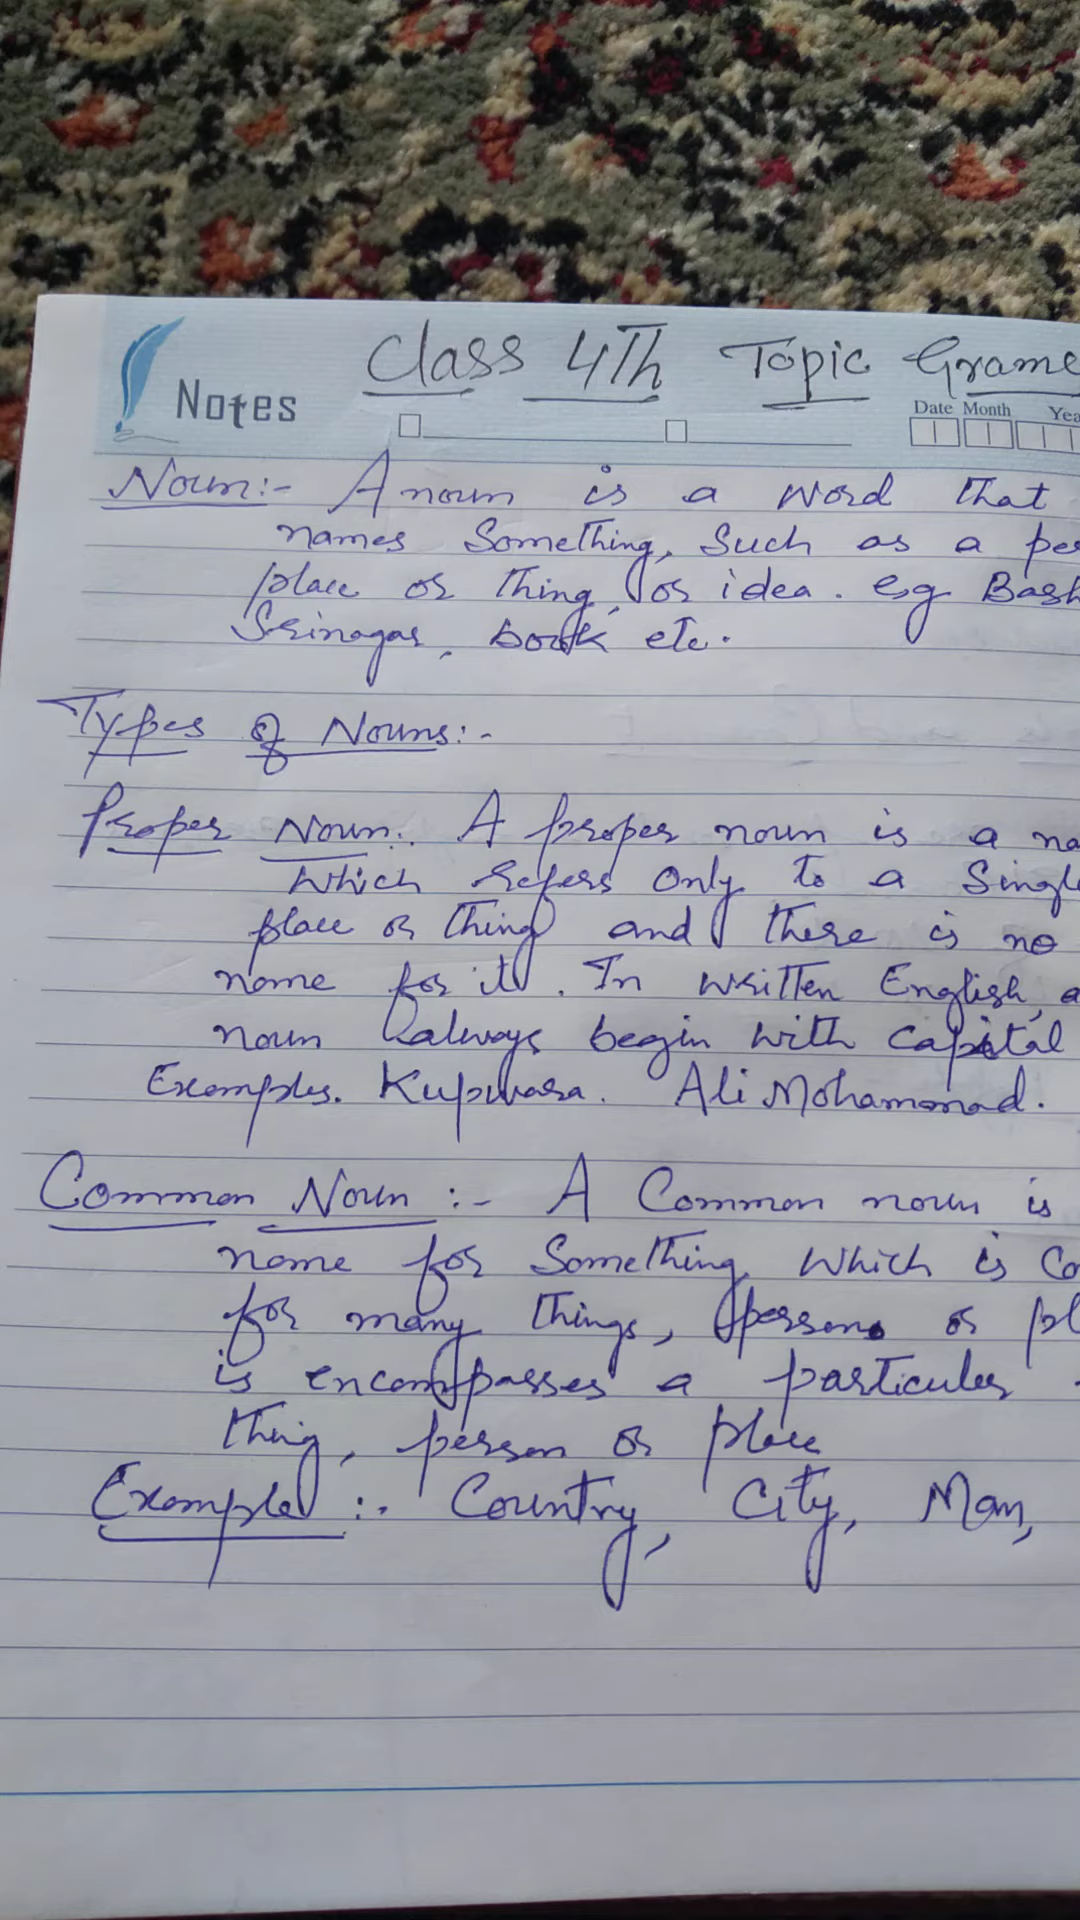 Class 4Th Topic Grame
Notes
Date Month Yea
Noun:- A noun is a word that
names Something, Such as a per
place or thing, or idea. eg Bash
Srinagar, book etc.
Types of Nouns:-
Proper Noun:. A proper noun is a na
which refers only to a Singl
place or thing and there is no
name for it. In written English, a
noun always begin with capital
Examples. Kupwara. Ali Mohammad.
Common Noun :- A Common noun is
name for Something which is Co
for many things, person or pl
is encompasses a particular
thing, person or place
Example :- Country, City, Man,